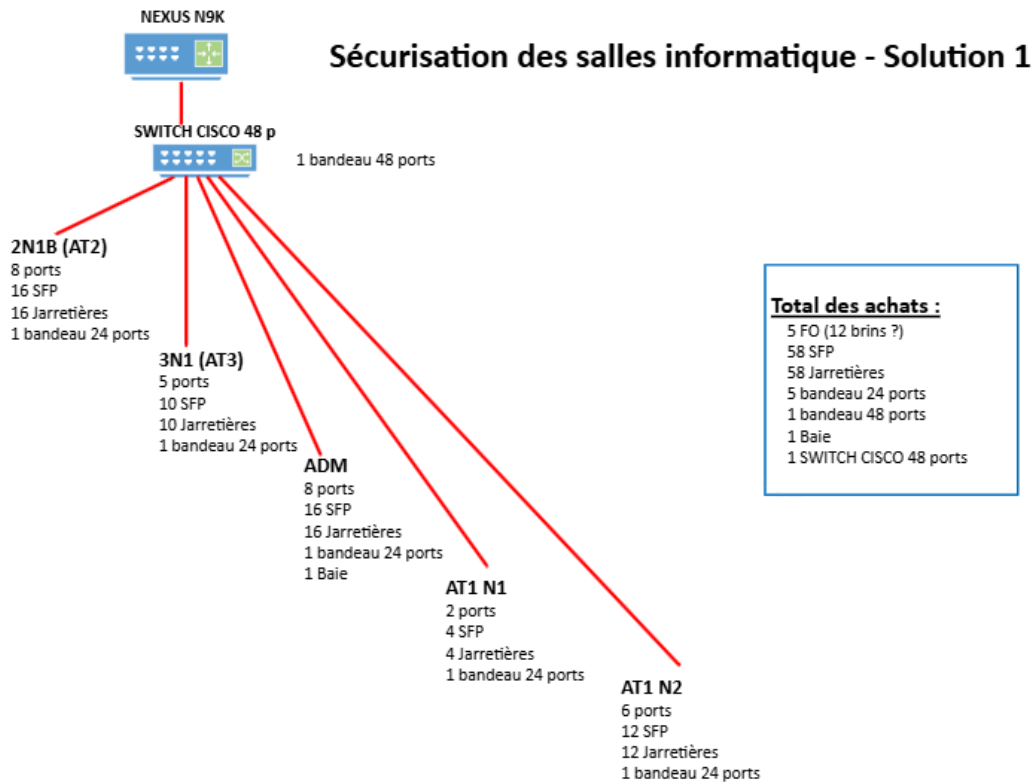 NEXUS N9K
Sécurisation des salles informatique - Solution 1
SWITCH CISCO 48 p
1 bandeau 48 ports
2N1B (AT2)
8 ports
16 SFP
16 Jarretières
1 bandeau 24 ports
3N1 (AT3)
5 ports
10 SFP
10 Jarretières
1 bandeau 24 ports
ADM
8 ports
16 SFP
16 Jarretières
1 bandeau 24 ports
1 Baie
AT1 N1
2 ports
4 SFP
4 Jarretières
1 bandeau 24 ports
AT1 N2
6 ports
12 SFP
12 Jarretières
1 bandeau 24 ports
Total des achats :
5 FO (12 brins ?)
58 SFP
58 Jarretières
5 bandeau 24 ports
1 bandeau 48 ports
1 Baie
1 SWITCH CISCO 48 ports